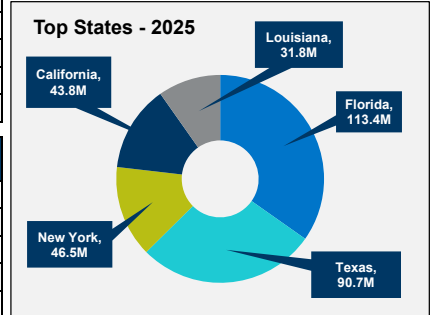 Top States - 2025
Louisiana,
31.8M
California,
43.8M
Florida,
113.4M
New York,
46.5M
Texas,
90.7M